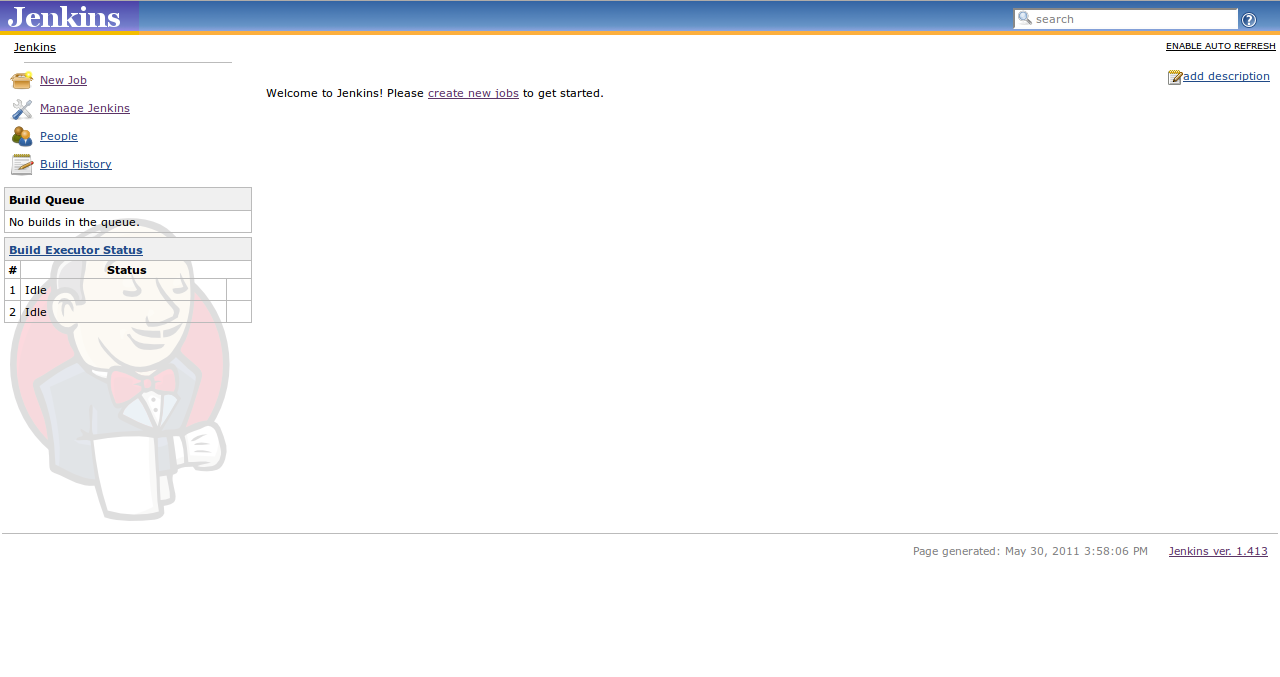 Jenkins
search
Jenkins
ENABLE AUTO REFRESH
New Job
Manage Jenkins
People
Build History
add description
Welcome to Jenkins! Please create new jobs to get started.
Build Queue
No builds in the queue.
Build Executor Status
# Status
1 Idle
2 Idle
Page generated: May 30, 2011 3:58:06 PM Jenkins ver. 1.413